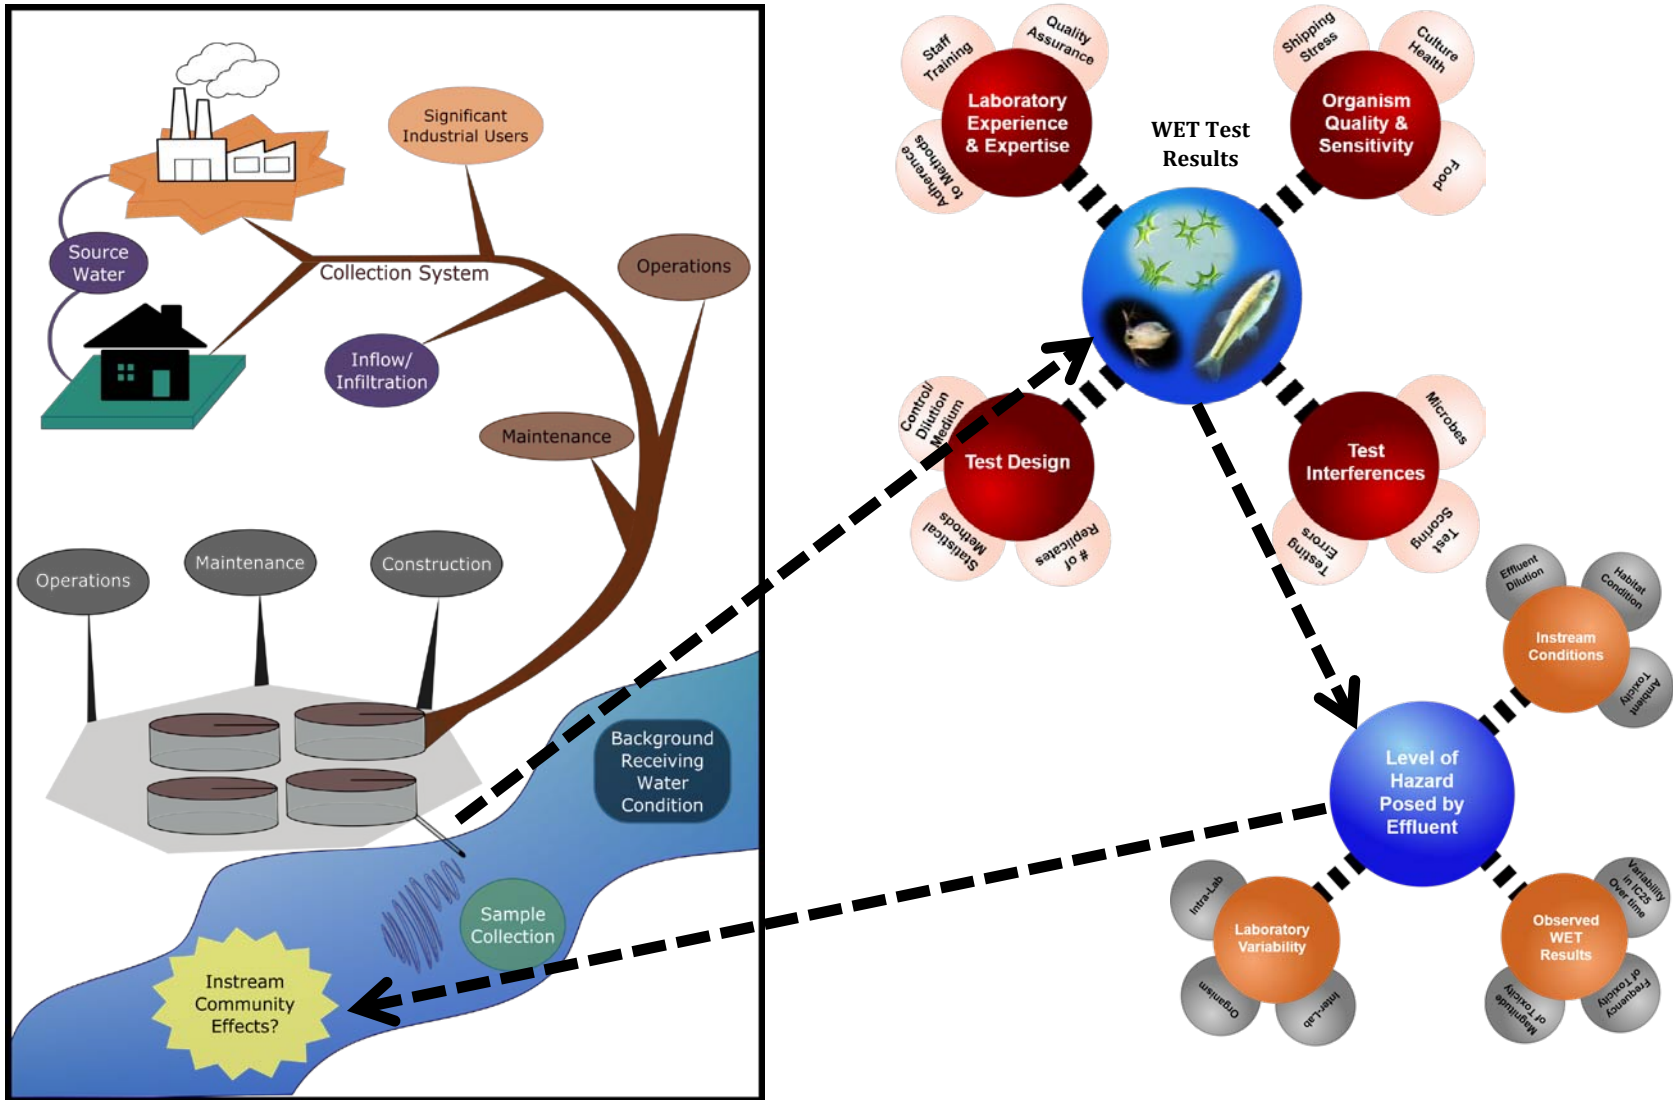 Significant
Industrial Users
Source
Water
Collection System
Operations
Inflow/
Infiltration
Maintenance
Operations
Maintenance
Construction
Background
Receiving
Water
Condition
Sample
Collection
Instream
Community
Effects?
Staff
Training
Quality
Assurance
Adherence
to Methods
Laboratory
Experience
& Expertise
WET Test
Results
Shipping
Stress
Culture
Health
Food
Organism
Quality &
Sensitivity
Control/
Dilution
Medium
Test Design
Statistical
Methods
# of
Replicates
Microbes
Test
Interferences
Test
Scoring
Testing
Errors
Effluent
Dilution
Habitat
Condition
Instream
Conditions
Ambient
Toxicity
Level of
Hazard
Posed by
Effluent
Intra-Lab
Laboratory
Variability
Organism
Inter-Lab
Variability
in IC25
Over time
Observed
WET
Results
Frequency
of Toxicity
Magnitude
of Toxicity